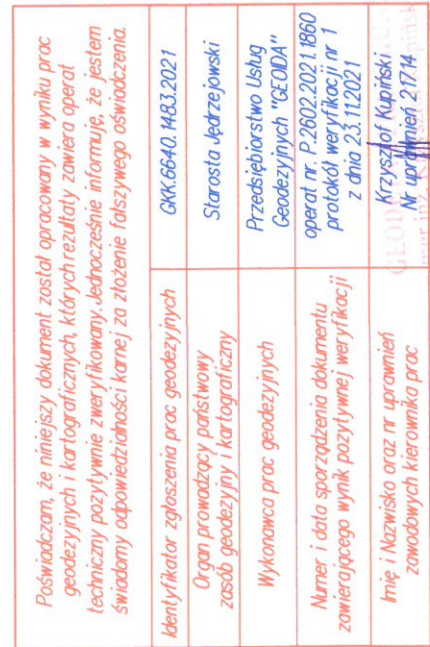 Poświadczam, że niniejszy dokument został opracowany w wyniku prac
geodezyjnych i kartograficznych, których rezultaty zawiera operat
techniczny pozytywnie zweryfikowany. Jednocześnie informuję, że jestem
świadomy odpowiedzialności karnej za złożenie fałszywego oświadczenia.
Identyfikator zgłoszenia prac geodezyjnych
GKK.6640.1483.2021
Organ prowadzący państwowy
zasób geodezyjny i kartograficzny
Starosta Jędrzejowski
Wykonawca prac geodezyjnych
Przedsiębiorstwo Usług
Geodezyjnych "GEOIDA"
Numer i data sporządzenia dokumentu
zawierającego wynik pozytywnej weryfikacji
operat nr. P.2602.2021.1860
protokół weryfikacji nr 1
z dnia 23.11.2021
Imię i Nazwisko oraz nr uprawnień
zawodowych kierownika prac
Krzysztof Kupiński
Nr uprawnień 21714